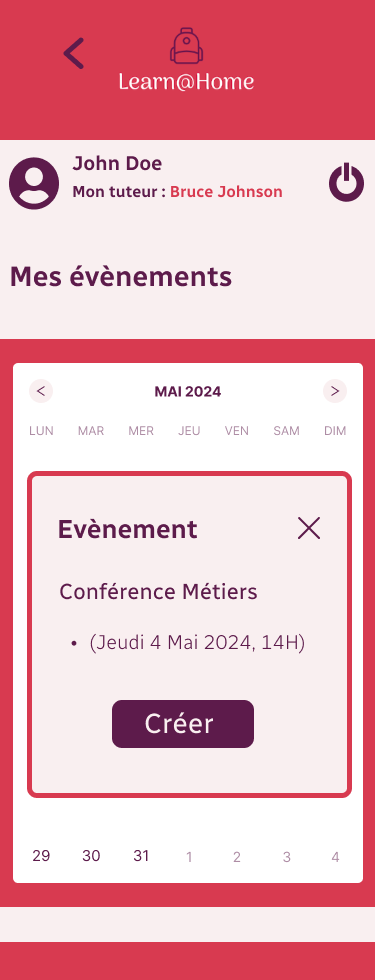 Learn@Home
John Doe
Mon tuteur : Bruce Johnson
Mes évènements
< MAI 2024 >
LUN MAR MER JEU VEN SAM DIM
Evènement
Conférence Métiers
• (Jeudi 4 Mai 2024, 14H)
Créer
29 30 31 1 2 3 4